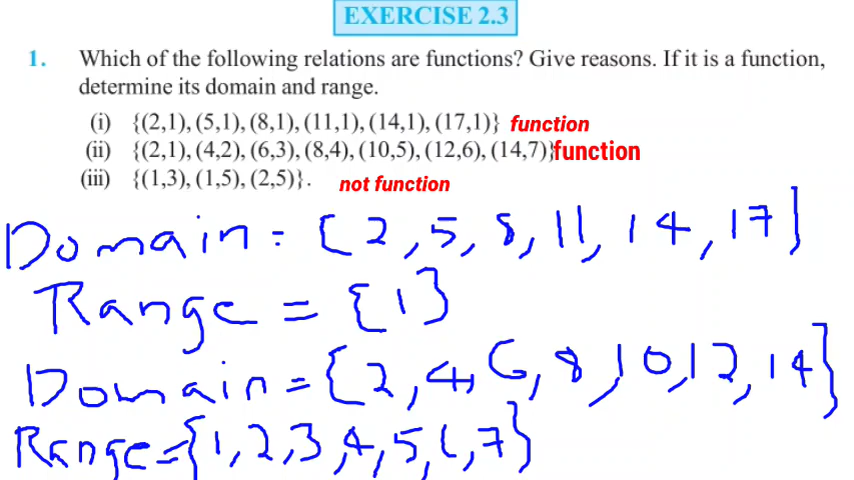 EXERCISE 2.3
1. Which of the following relations are functions? Give reasons. If it is a function,
determine its domain and range.
(i) {(2,1), (5,1), (8,1), (11,1), (14,1), (17,1)} function
(ii) {(2,1), (4,2), (6,3), (8,4), (10,5), (12,6), (14,7)} function
(iii) {(1,3), (1,5), (2,5)}. not function
Domain = {2, 5, 8, 11, 14, 17}
Range = {1}
Domain = {2, 4, 6, 8, 10, 12, 14}
Range = {1, 2, 3, 4, 5, 6, 7}